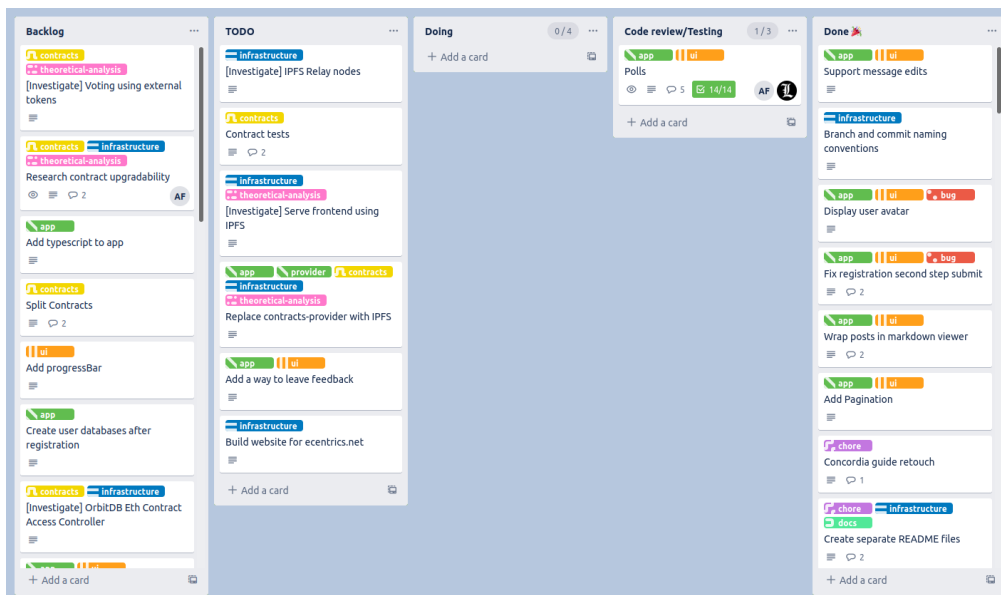 Backlog
contracts
theoretical-analysis
[Investigate] Voting using external
tokens
contracts infrastructure
theoretical-analysis
Research contract upgradability
2 AF
app
Add typescript to app
contracts
Split Contracts
2
ui
Add progressBar
app
Create user databases after
registration
contracts infrastructure
[Investigate] OrbitDB Eth Contract
Access Controller
app ui
+ Add a card
TODO
infrastructure
[Investigate] IPFS Relay nodes
contracts
Contract tests
2
infrastructure
theoretical-analysis
[Investigate] Serve frontend using
IPFS
app provider contracts
infrastructure
theoretical-analysis
Replace contracts-provider with IPFS
app ui
Add a way to leave feedback
infrastructure
Build website for ecentrics.net
+ Add a card
Doing 0/4
+ Add a card
Code review/Testing 1/3
app ui
Polls
5 14/14 AF L
+ Add a card
Done 🎉
app ui
Support message edits
infrastructure
Branch and commit naming
conventions
app ui bug
Display user avatar
app ui bug
Fix registration second step submit
2
app ui
Wrap posts in markdown viewer
2
app ui
Add Pagination
chore
Concordia guide retouch
1
chore infrastructure
docs
Create separate README files
2
+ Add a card